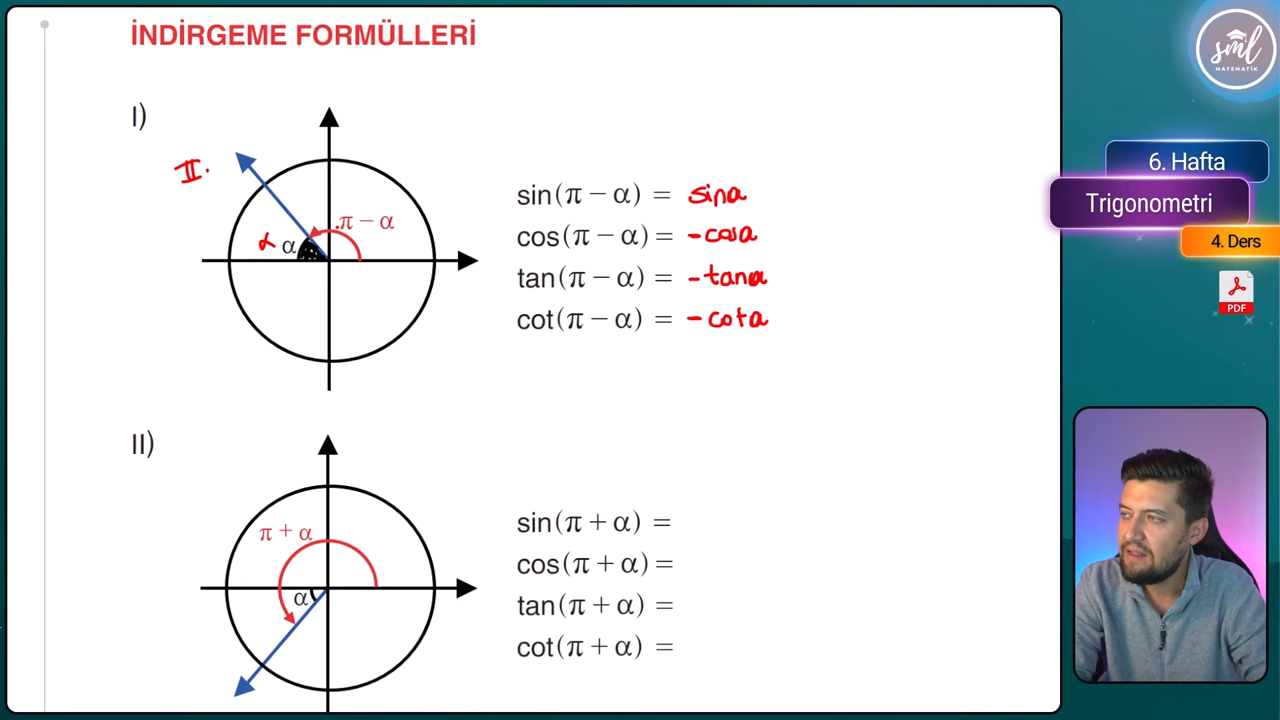 İNDİRGEME FORMÜLLERİ
I)
II.
π − α
α α
sin(π − α) = sinα
cos(π − α) = -cosα
tan(π − α) = -tanα
cot(π − α) = -cotα
II)
π + α
α
sin(π + α) =
cos(π + α) =
tan(π + α) =
cot(π + α) =
sml
MATEMATİK
6. Hafta
Trigonometri
4. Ders
PDF